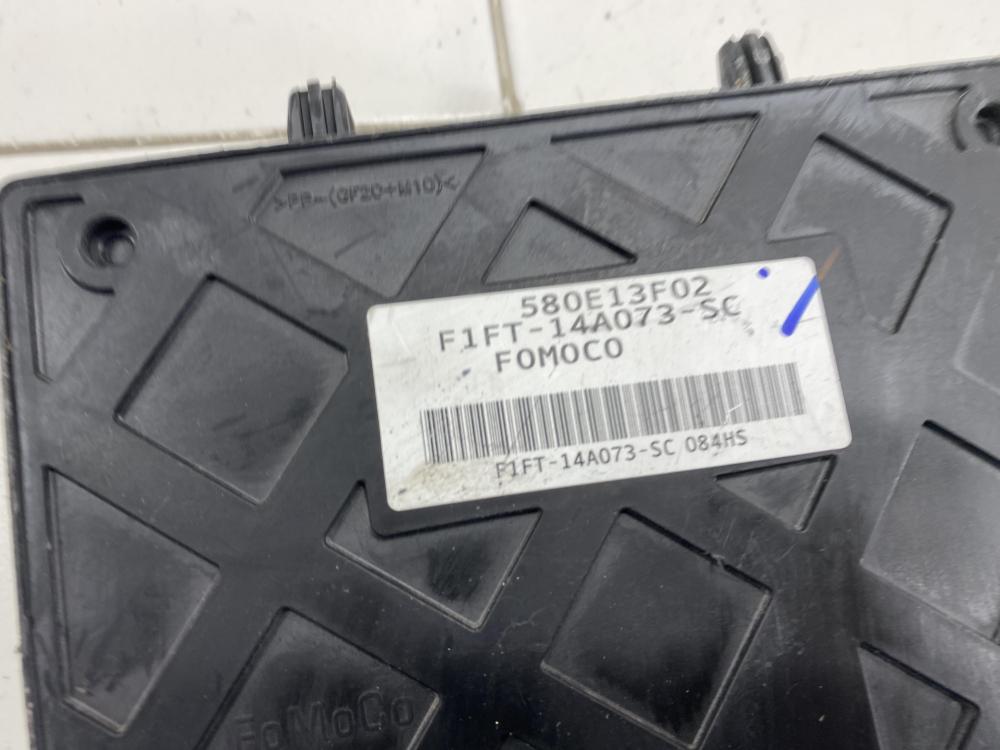 >PP-(GF20+M10)<
580E13F02
F1FT-14A073-SC
FOMOCO
F1FT-14A073-SC 084HS
FoMoCo